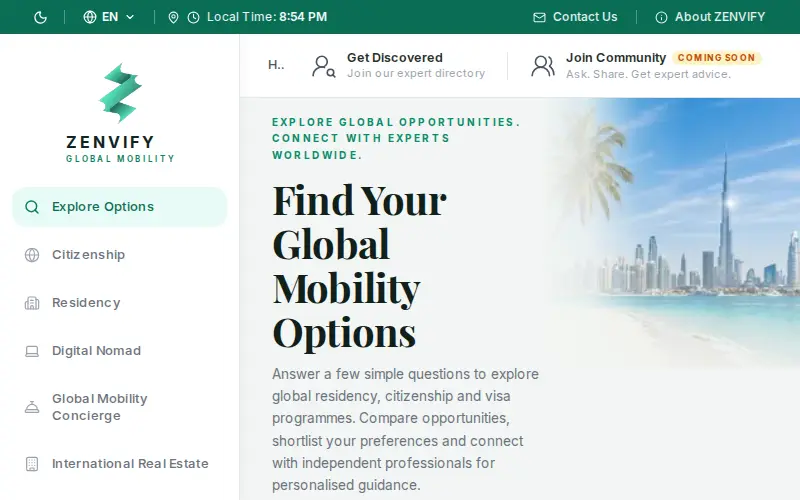 EN
Local Time: 8:54 PM
Contact Us
About ZENVIFY
ZENVIFY
GLOBAL MOBILITY
Explore Options
Citizenship
Residency
Digital Nomad
Global Mobility
Concierge
International Real Estate
H..
Get Discovered
Join our expert directory
Join Community COMING SOON
Ask. Share. Get expert advice.
EXPLORE GLOBAL OPPORTUNITIES.
CONNECT WITH EXPERTS
WORLDWIDE.
Find Your
Global
Mobility
Options
Answer a few simple questions to explore
global residency, citizenship and visa
programmes. Compare opportunities,
shortlist your preferences and connect
with independent professionals for
personalised guidance.